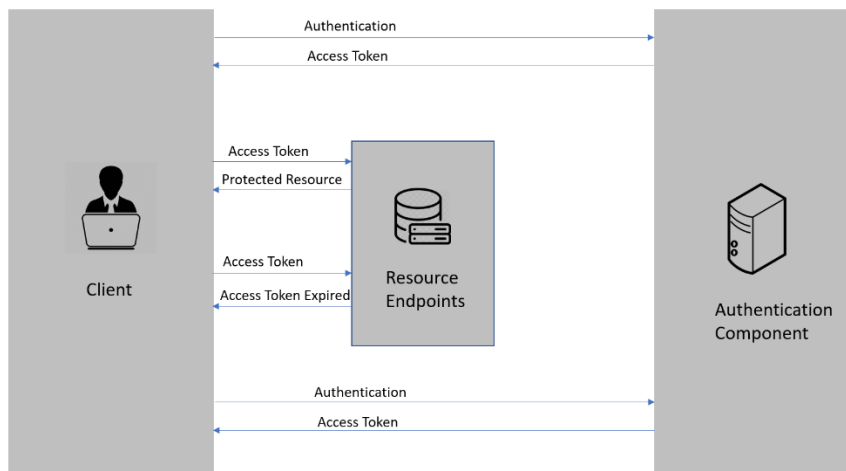 Authentication
Access Token
Access Token
Protected Resource
Access Token
Access Token Expired
Client
Resource
Endpoints
Authentication
Component
Authentication
Access Token